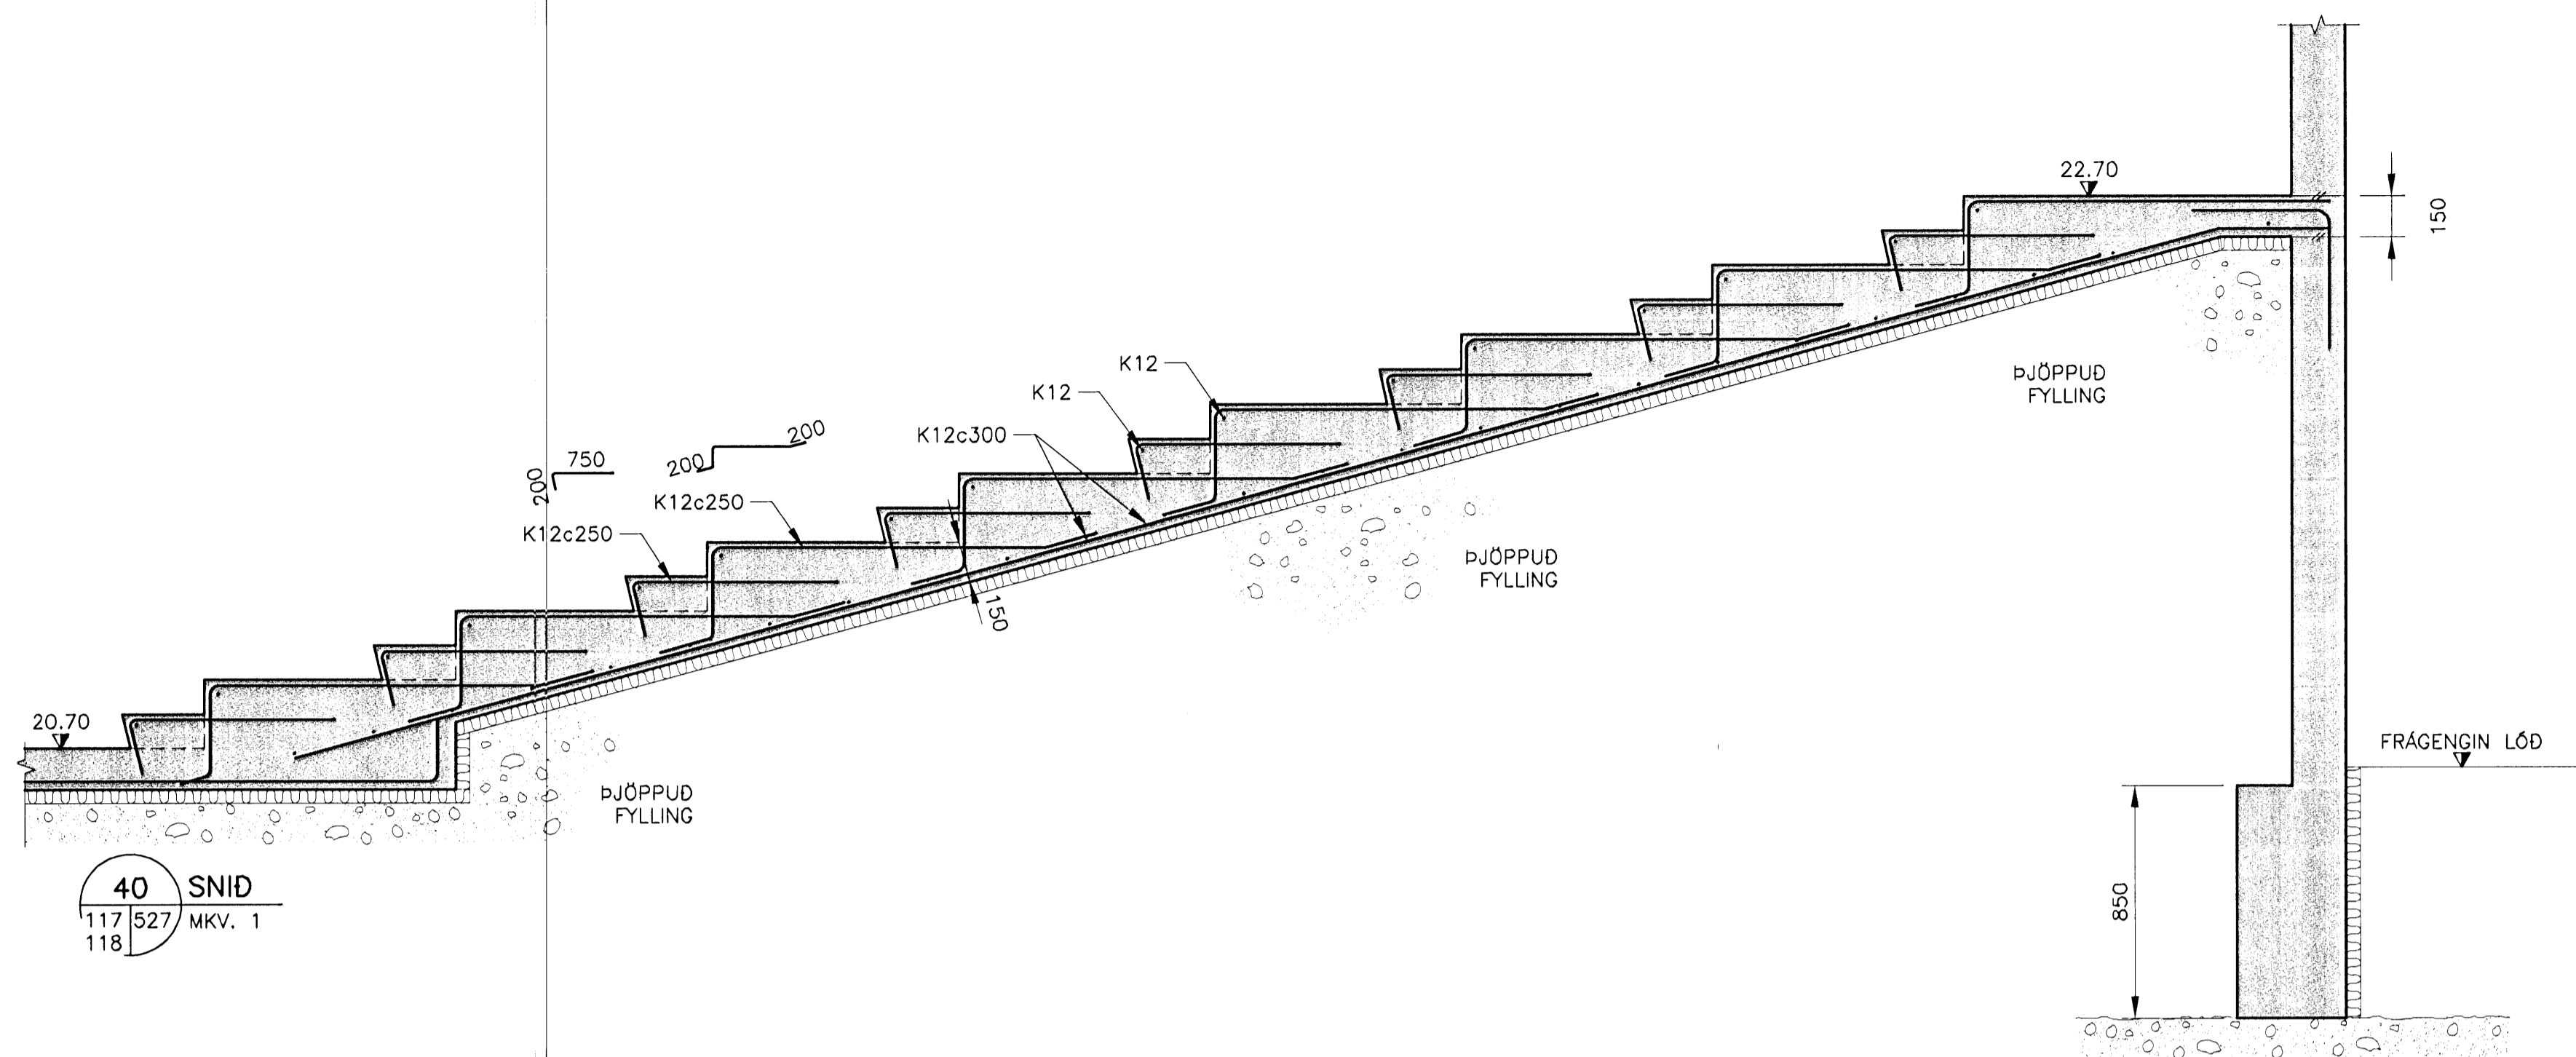 22.70
150
K12
K12
K12c300
200
200
750
200
K12c250
K12c250
150
ÞJÖPPUÐ
FYLLING
ÞJÖPPUÐ
FYLLING
ÞJÖPPUÐ
FYLLING
20.70
FRÁGENGIN LÓÐ
850
40 SNIÐ
117 527 MKV. 1
118